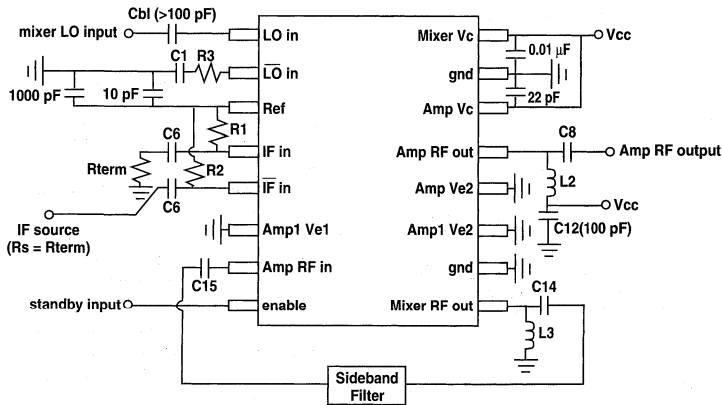 Cbl (>100 pF)
mixer LO input
LO in
C1
R3
L̅O̅ in
1000 pF
10 pF
Ref
R1
C6
IF in
Rterm
R2
I̅F̅ in
C6
IF source
(Rs = Rterm)
Amp1 Ve1
Amp RF in
C15
standby input
enable
Mixer Vc
Vcc
0.01 µF
gnd
22 pF
Amp Vc
C8
Amp RF out
Amp RF output
L2
Amp Ve2
Vcc
Amp1 Ve2
C12(100 pF)
gnd
C14
Mixer RF out
L3
Sideband
Filter